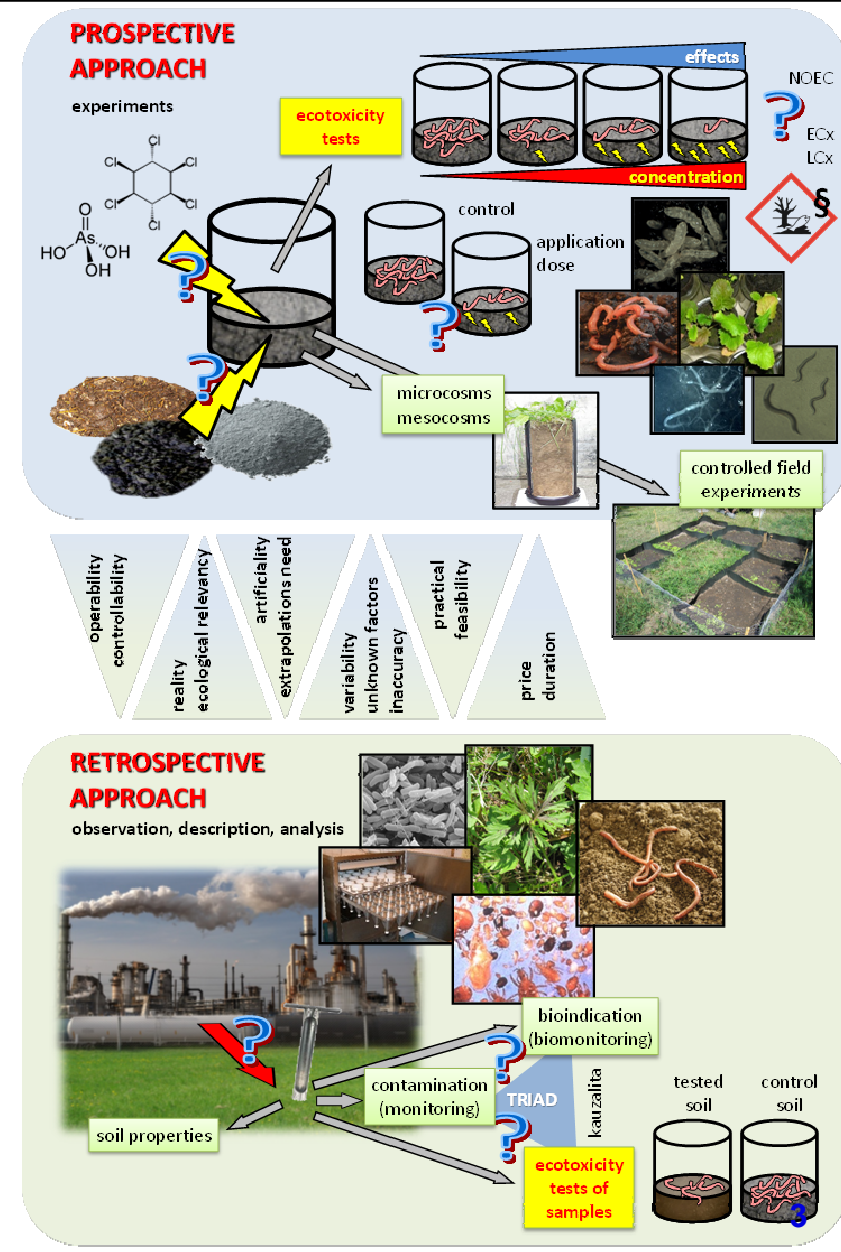 PROSPECTIVE
APPROACH
experiments
ecotoxicity
tests
effects
NOEC
?
ECx
LCx
concentration
Cl
Cl
Cl
Cl
Cl
Cl
O
As
HO
OH
OH
?
control
application
dose
?
§
?
microcosms
mesocosms
controlled field
experiments
operability
controllability
reality
ecological relevancy
artificiality
extrapolations need
variability
unknown factors
inaccuracy
practical
feasibility
price
duration
RETROSPECTIVE
APPROACH
observation, description, analysis
?
bioindication
(biomonitoring)
?
contamination
(monitoring)
TRIAD
kauzalita
soil properties
?
ecotoxicity
tests of
samples
tested
soil
control
soil
3